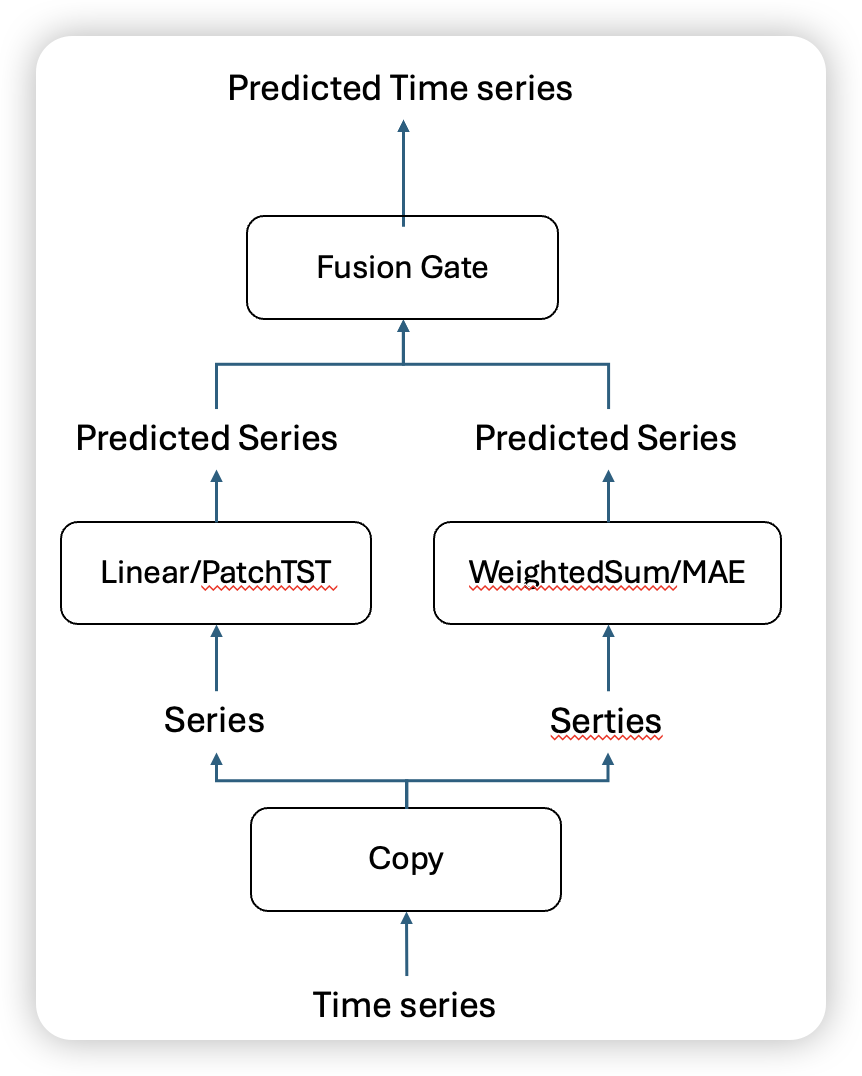 Predicted Time series
Fusion Gate
Predicted Series
Predicted Series
Linear/PatchTST
WeightedSum/MAE
Series
Serties
Copy
Time series